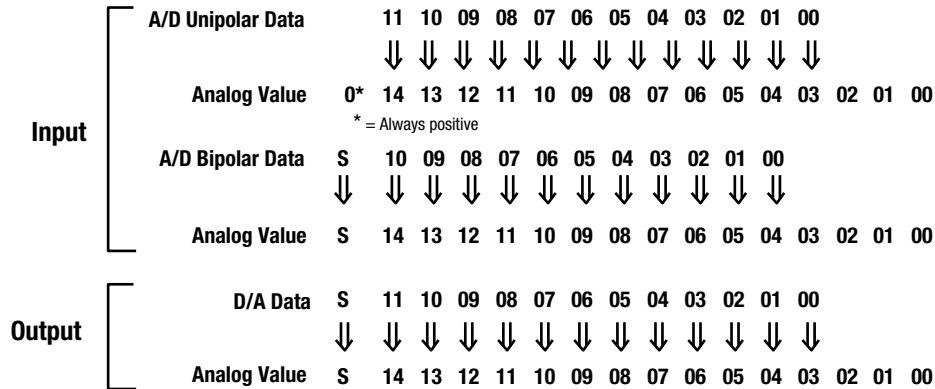 A/D Unipolar Data 11 10 09 08 07 06 05 04 03 02 01 00
Analog Value 0* 14 13 12 11 10 09 08 07 06 05 04 03 02 01 00
* = Always positive
Input
A/D Bipolar Data S 10 09 08 07 06 05 04 03 02 01 00
Analog Value S 14 13 12 11 10 09 08 07 06 05 04 03 02 01 00
D/A Data S 11 10 09 08 07 06 05 04 03 02 01 00
Output
Analog Value S 14 13 12 11 10 09 08 07 06 05 04 03 02 01 00